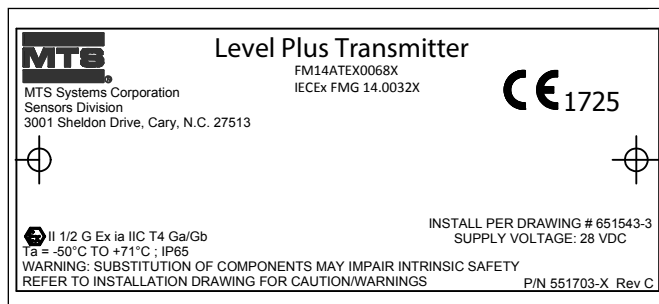 MTS
®
Level Plus Transmitter
FM14ATEX0068X
IECEx FMG 14.0032X
MTS Systems Corporation
Sensors Division
3001 Sheldon Drive, Cary, N.C. 27513
CE 1725
Ex II 1/2 G Ex ia IIC T4 Ga/Gb
Ta = -50°C TO +71°C ; IP65
INSTALL PER DRAWING # 651543-3
SUPPLY VOLTAGE: 28 VDC
WARNING: SUBSTITUTION OF COMPONENTS MAY IMPAIR INTRINSIC SAFETY
REFER TO INSTALLATION DRAWING FOR CAUTION/WARNINGS
P/N 551703-X Rev C